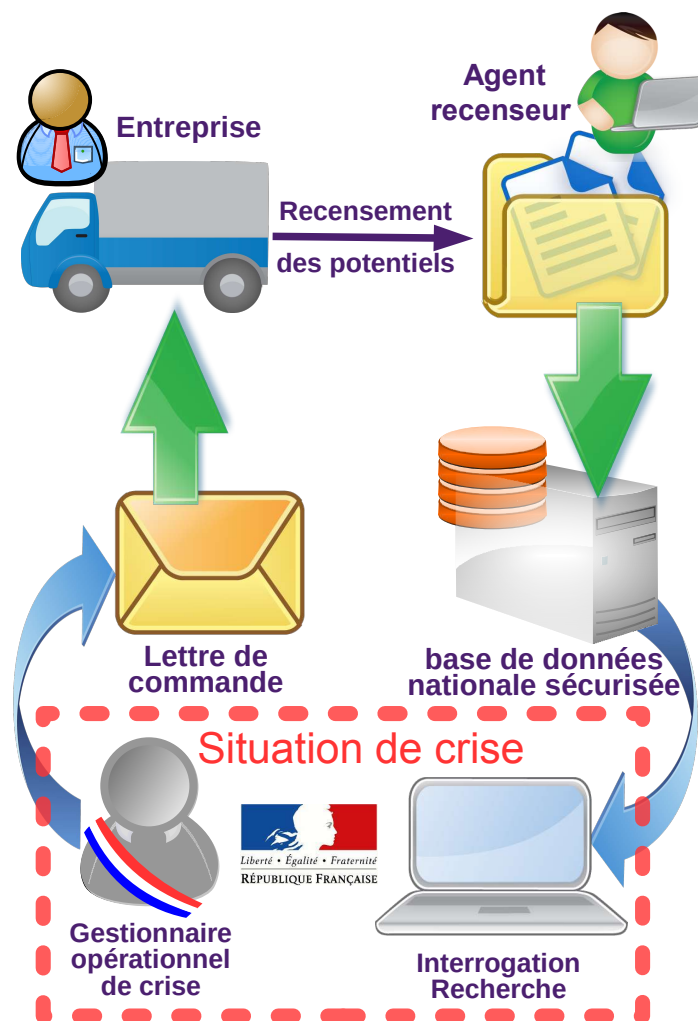 Entreprise
Agent
recenseur
Recensement
des potentiels
Lettre de
commande
base de données
nationale sécurisée
Situation de crise
Liberté • Égalité • Fraternité
RÉPUBLIQUE FRANÇAISE
Gestionnaire
opérationnel
de crise
Interrogation
Recherche